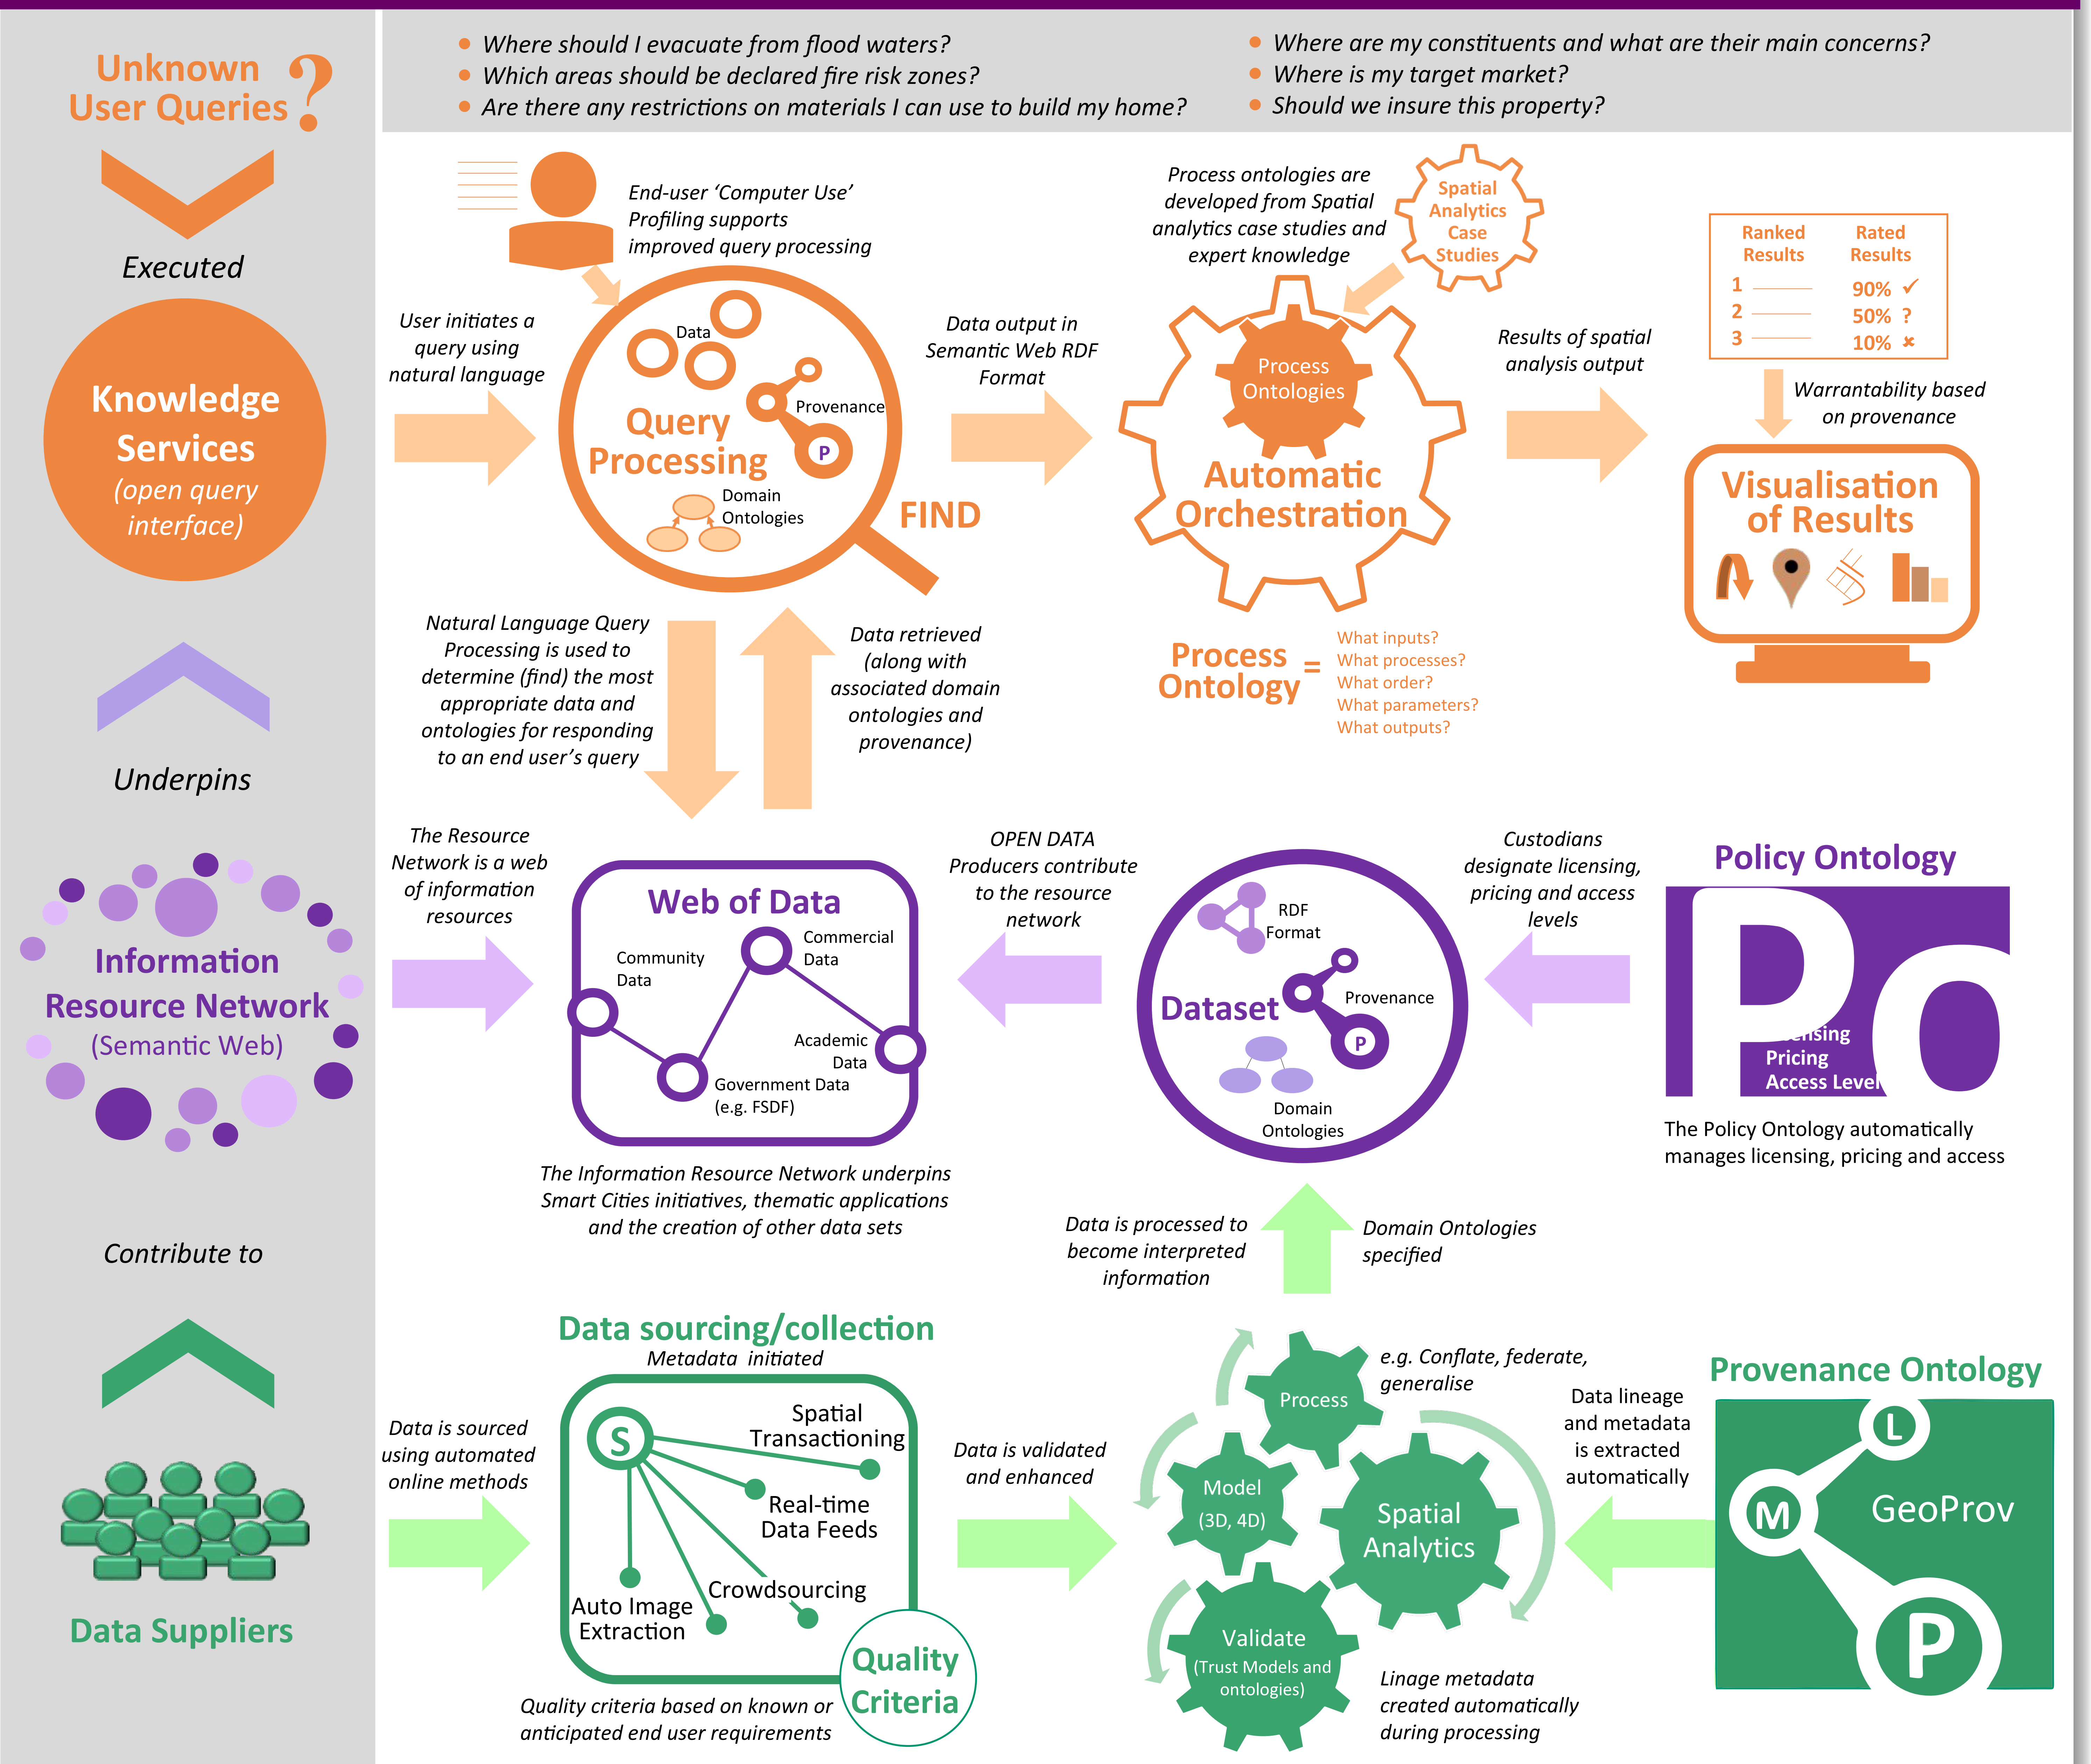 Unknown
User Queries ?
Executed
Knowledge
Services
(open query
interface)
Underpins
Information
Resource Network
(Semantic Web)
Contribute to
Data Suppliers
• Where should I evacuate from flood waters?
• Which areas should be declared fire risk zones?
• Are there any restrictions on materials I can use to build my home?
• Where are my constituents and what are their main concerns?
• Where is my target market?
• Should we insure this property?
End-user ‘Computer Use’
Profiling supports
improved query processing
User initiates a
query using
natural language
Data
Provenance
P
Query
Processing
Domain
Ontologies
FIND
Data output in
Semantic Web RDF
Format
Process ontologies are
developed from Spatial
analytics case studies and
expert knowledge
Spatial
Analytics
Case
Studies
Process
Ontologies
Automatic
Orchestration
Results of spatial
analysis output
Ranked
Results
1
2
3
Rated
Results
90% ✓
50% ?
10% ✘
Warrantability based
on provenance
Visualisation
of Results
Natural Language Query
Processing is used to
determine (find) the most
appropriate data and
ontologies for responding
to an end user’s query
Data retrieved
(along with
associated domain
ontologies and
provenance)
Process
Ontology
=
What inputs?
What processes?
What order?
What parameters?
What outputs?
The Resource
Network is a web
of information
resources
Web of Data
Community
Data
Commercial
Data
Academic
Data
Government Data
(e.g. FSDF)
The Information Resource Network underpins
Smart Cities initiatives, thematic applications
and the creation of other data sets
OPEN DATA
Producers contribute
to the resource
network
RDF
Format
Dataset
Provenance
P
Domain
Ontologies
Custodians
designate licensing,
pricing and access
levels
Policy Ontology
Po
Pricing
Access Level
The Policy Ontology automatically
manages licensing, pricing and access
Data is processed to
become interpreted
information
Domain Ontologies
specified
Data sourcing/collection
Metadata initiated
Data is sourced
using automated
online methods
S
Spatial
Transactioning
Real-time
Data Feeds
Crowdsourcing
Auto Image
Extraction
Quality
Criteria
Quality criteria based on known or
anticipated end user requirements
Data is validated
and enhanced
Process
e.g. Conflate, federate,
generalise
Model
(3D, 4D)
Spatial
Analytics
Validate
(Trust Models and
ontologies)
Linage metadata
created automatically
during processing
Data lineage
and metadata
is extracted
automatically
Provenance Ontology
L
M
GeoProv
P